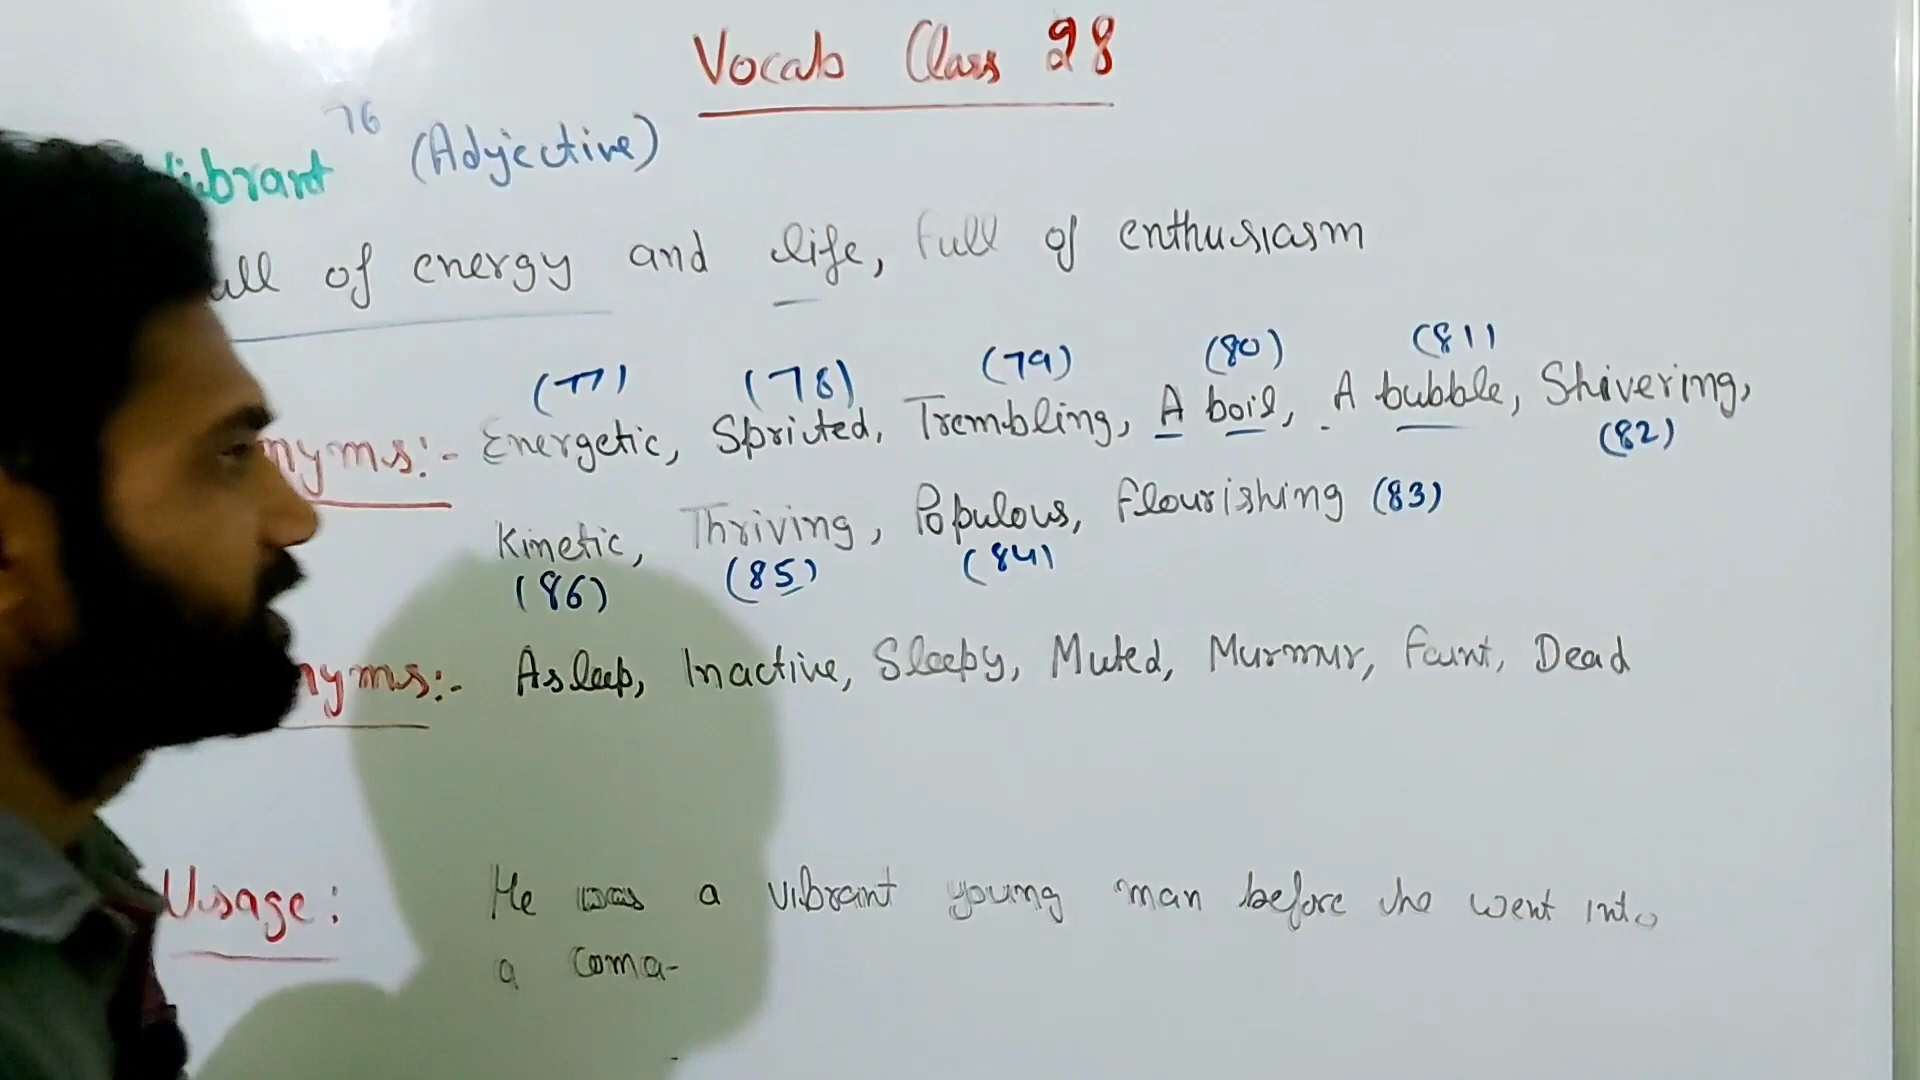 Vocab Class 28
76
Vibrant (Adjective)
ull of energy and life, full of enthusiasm
(77) (78) (79) (80) (81)
nyms:- Energetic, Sprited, Trembling, A boil, A bubble, Shivering,
(82)
Kinetic, Thriving, Populous, flourishing (83)
(86) (85) (84)
nyms:- Asleep, Inactive, Sleepy, Muted, Murmur, Faint, Dead
Usage: He was a vibrant young man before he went into
a coma-